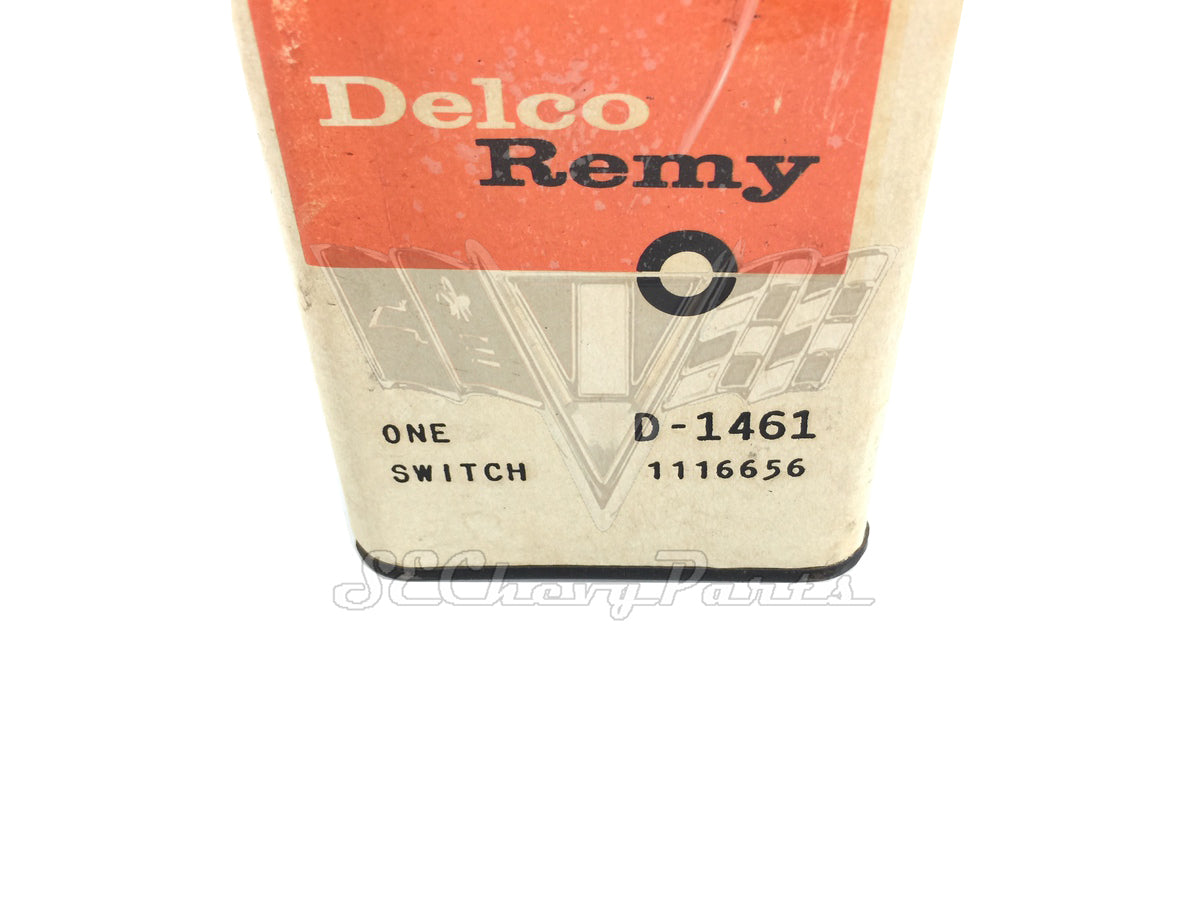 Delco
Remy
ONE D-1461
SWITCH 1116656
SEChevyParts